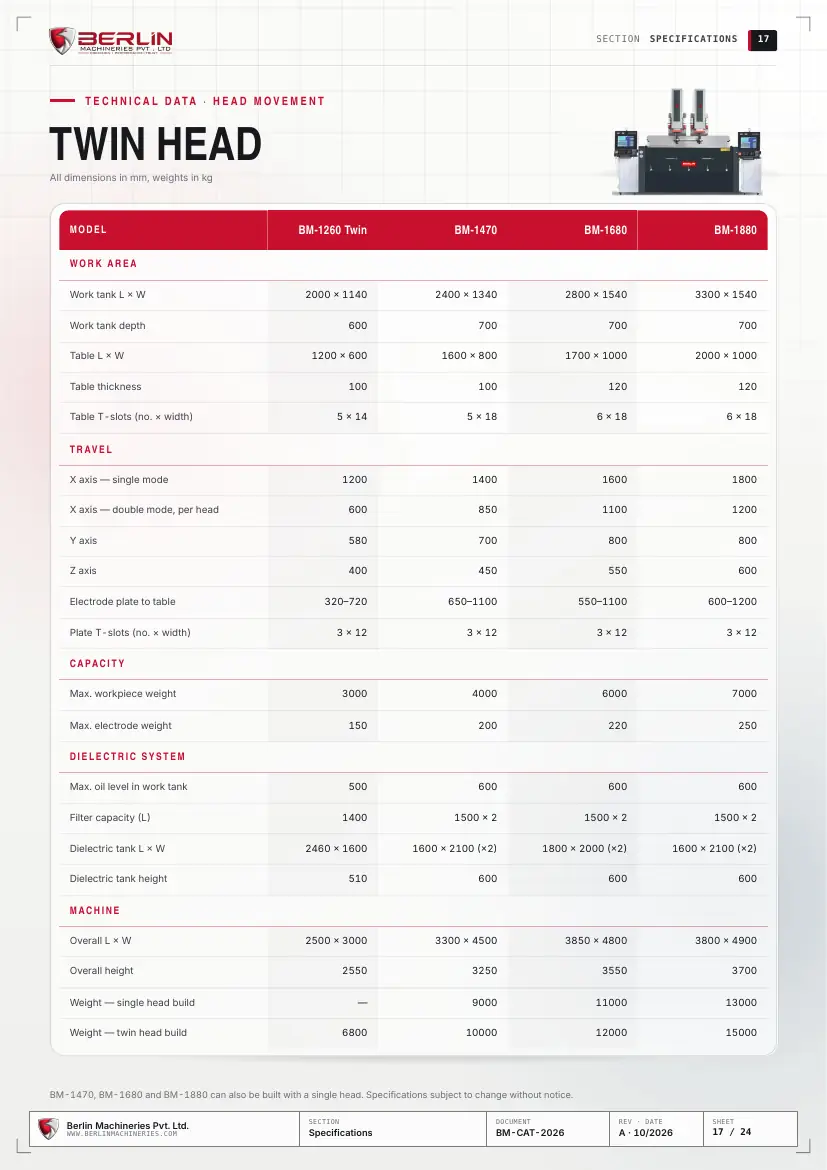 BERLIN
MACHINERIES PVT. LTD
SECTION SPECIFICATIONS 17
TECHNICAL DATA · HEAD MOVEMENT
TWIN HEAD
All dimensions in mm, weights in kg
MODEL BM-1260 Twin BM-1470 BM-1680 BM-1880
WORK AREA
Work tank L × W 2000 × 1140 2400 × 1340 2800 × 1540 3300 × 1540
Work tank depth 600 700 700 700
Table L × W 1200 × 600 1600 × 800 1700 × 1000 2000 × 1000
Table thickness 100 100 120 120
Table T-slots (no. × width) 5 × 14 5 × 18 6 × 18 6 × 18
TRAVEL
X axis — single mode 1200 1400 1600 1800
X axis — double mode, per head 600 850 1100 1200
Y axis 580 700 800 800
Z axis 400 450 550 600
Electrode plate to table 320–720 650–1100 550–1100 600–1200
Plate T-slots (no. × width) 3 × 12 3 × 12 3 × 12 3 × 12
CAPACITY
Max. workpiece weight 3000 4000 6000 7000
Max. electrode weight 150 200 220 250
DIELECTRIC SYSTEM
Max. oil level in work tank 500 600 600 600
Filter capacity (L) 1400 1500 × 2 1500 × 2 1500 × 2
Dielectric tank L × W 2460 × 1600 1600 × 2100 (×2) 1800 × 2000 (×2) 1600 × 2100 (×2)
Dielectric tank height 510 600 600 600
MACHINE
Overall L × W 2500 × 3000 3300 × 4500 3850 × 4800 3800 × 4900
Overall height 2550 3250 3550 3700
Weight — single head build — 9000 11000 13000
Weight — twin head build 6800 10000 12000 15000
BM-1470, BM-1680 and BM-1880 can also be built with a single head. Specifications subject to change without notice.
Berlin Machineries Pvt. Ltd.
WWW.BERLINMACHINERIES.COM
SECTION
Specifications
DOCUMENT
BM-CAT-2026
REV · DATE
A · 10/2026
SHEET
17 / 24